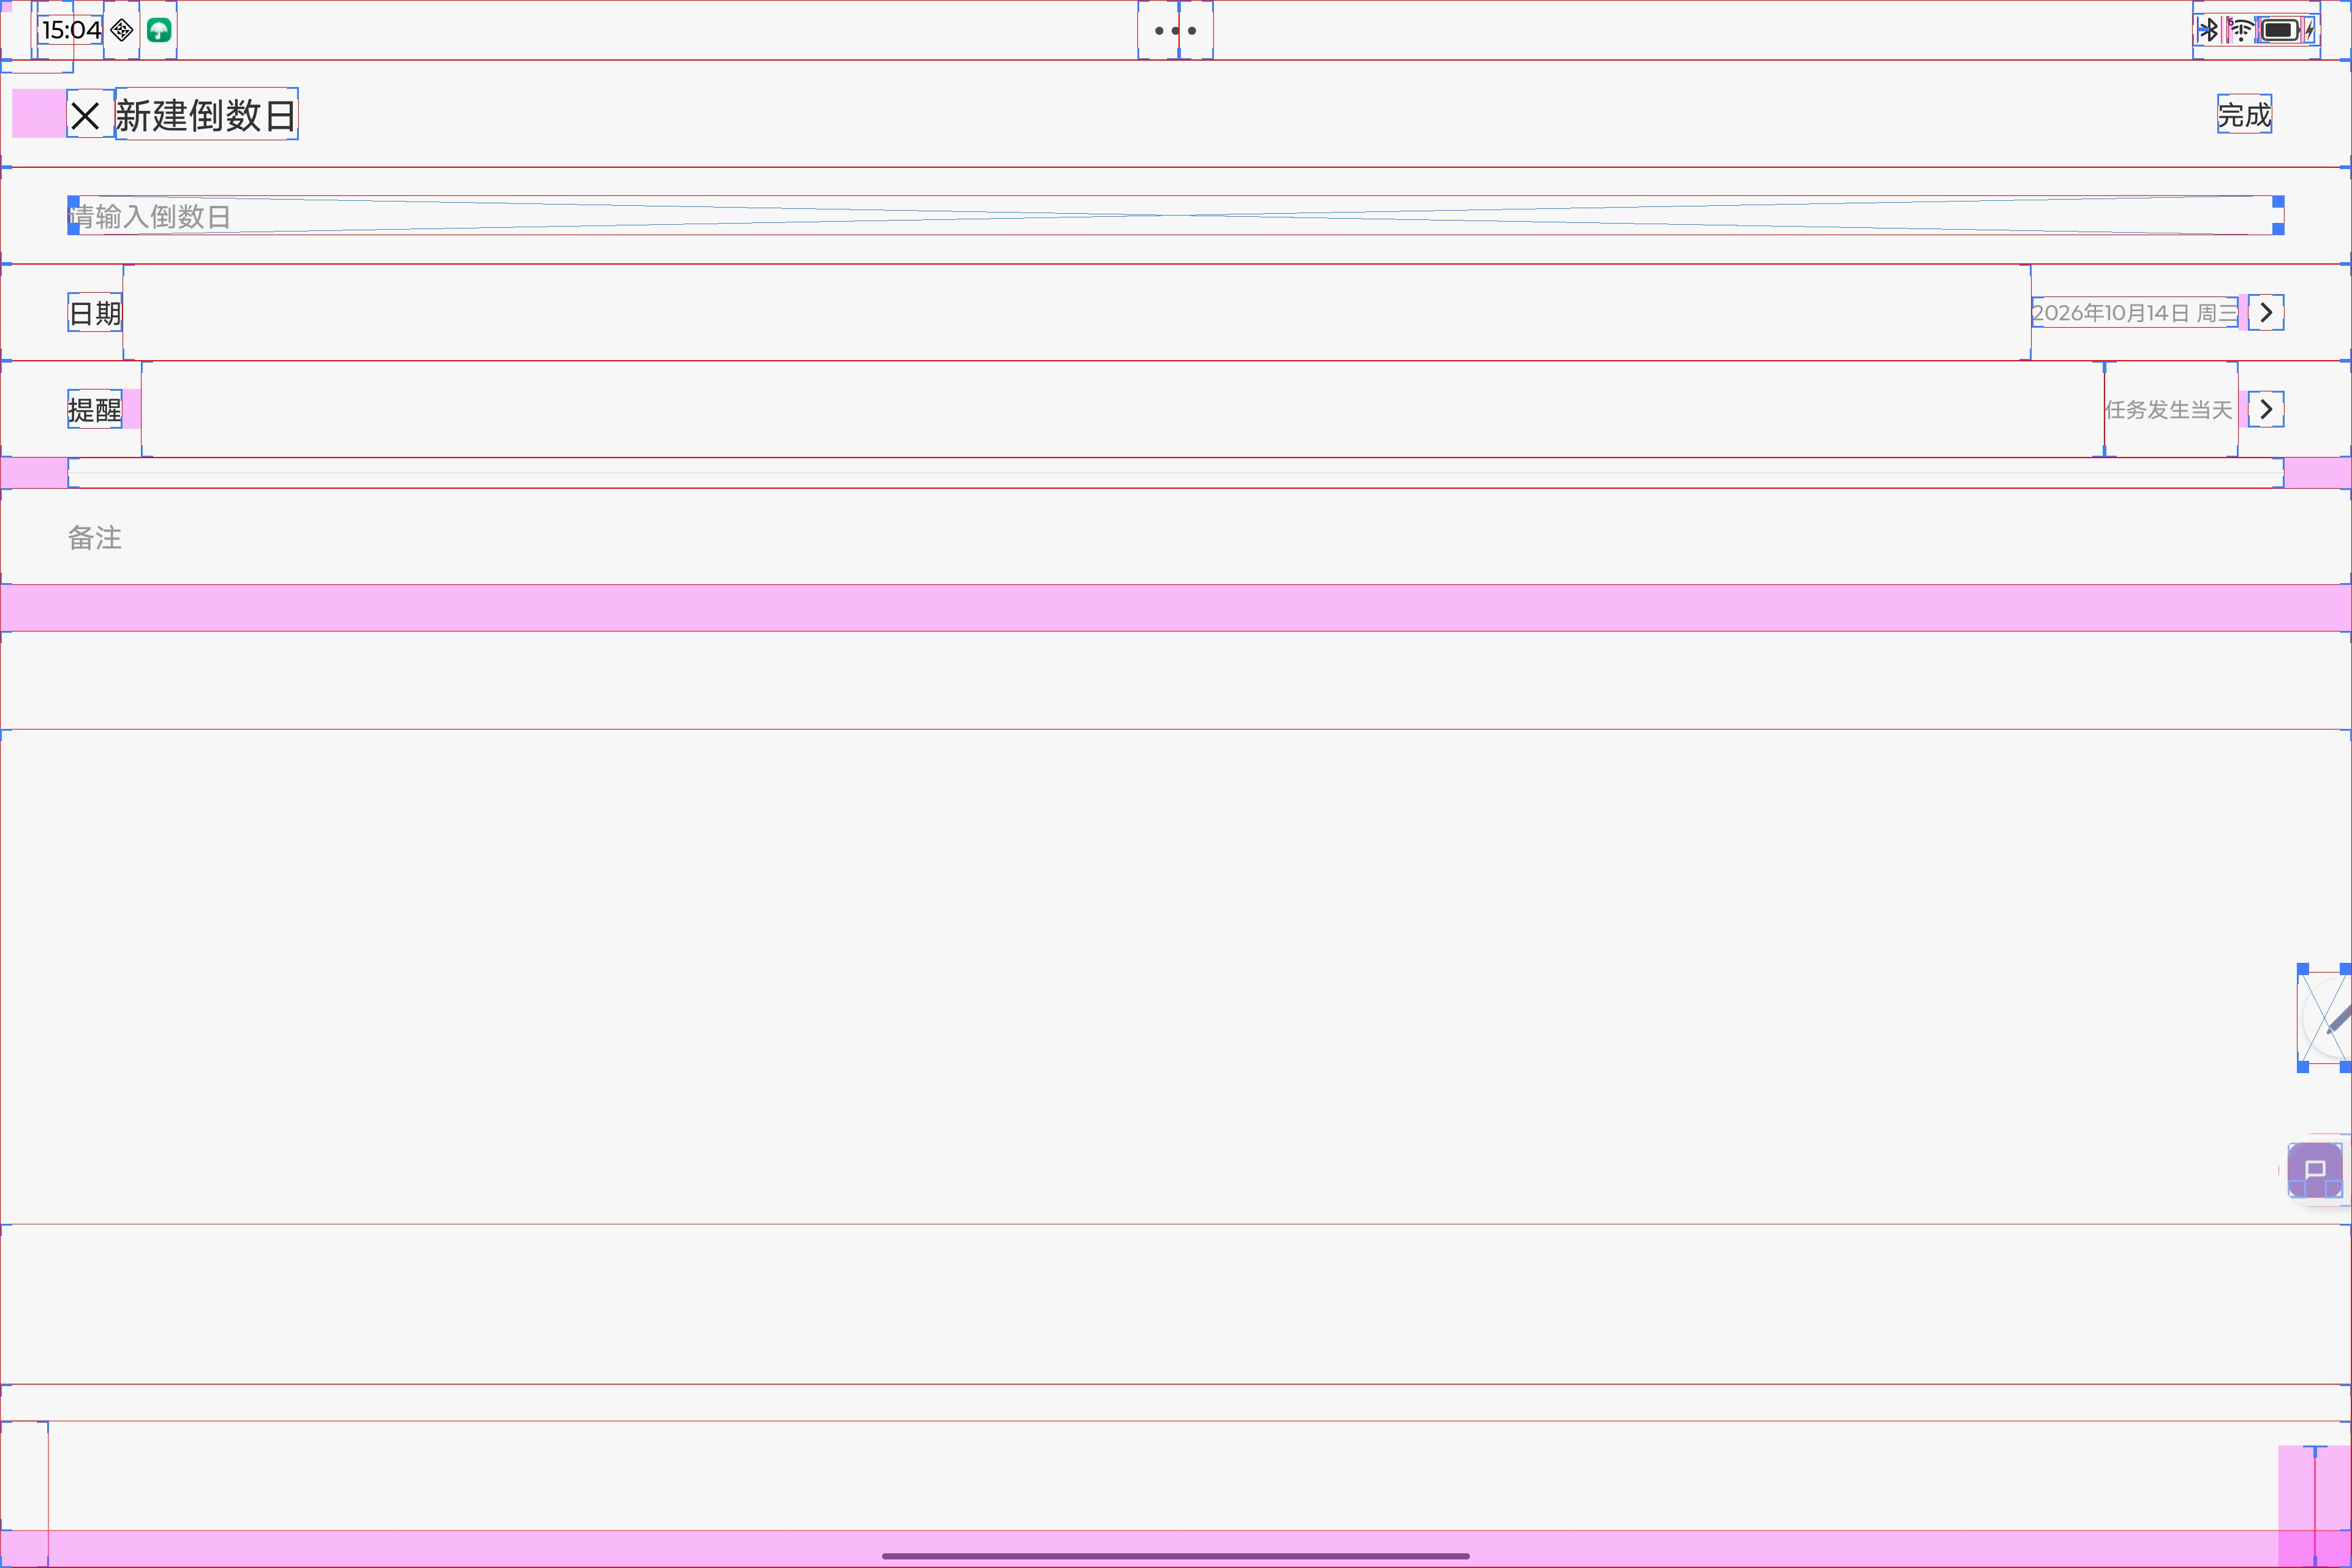 15:04
新建倒数日
完成
请输入倒数日
日期
2026年10月14日 周三
提醒
任务发生当天
备注